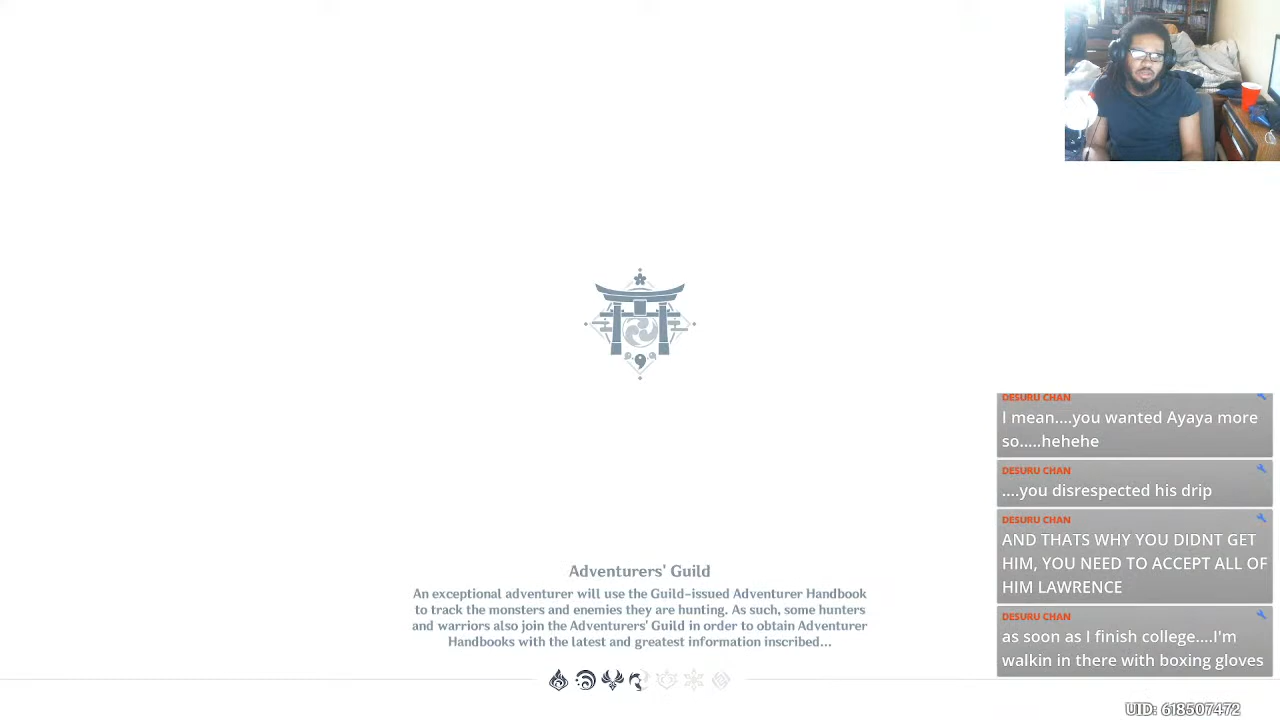 DESURU CHAN
I mean....you wanted Ayaya more
so.....hehehe
DESURU CHAN
....you disrespected his drip
DESURU CHAN
AND THATS WHY YOU DIDNT GET
HIM, YOU NEED TO ACCEPT ALL OF
HIM LAWRENCE
DESURU CHAN
as soon as I finish college....I'm
walkin in there with boxing gloves
Adventurers' Guild
An exceptional adventurer will use the Guild-issued Adventurer Handbook
to track the monsters and enemies they are hunting. As such, some hunters
and warriors also join the Adventurers' Guild in order to obtain Adventurer
Handbooks with the latest and greatest information inscribed...
UID: 618507472